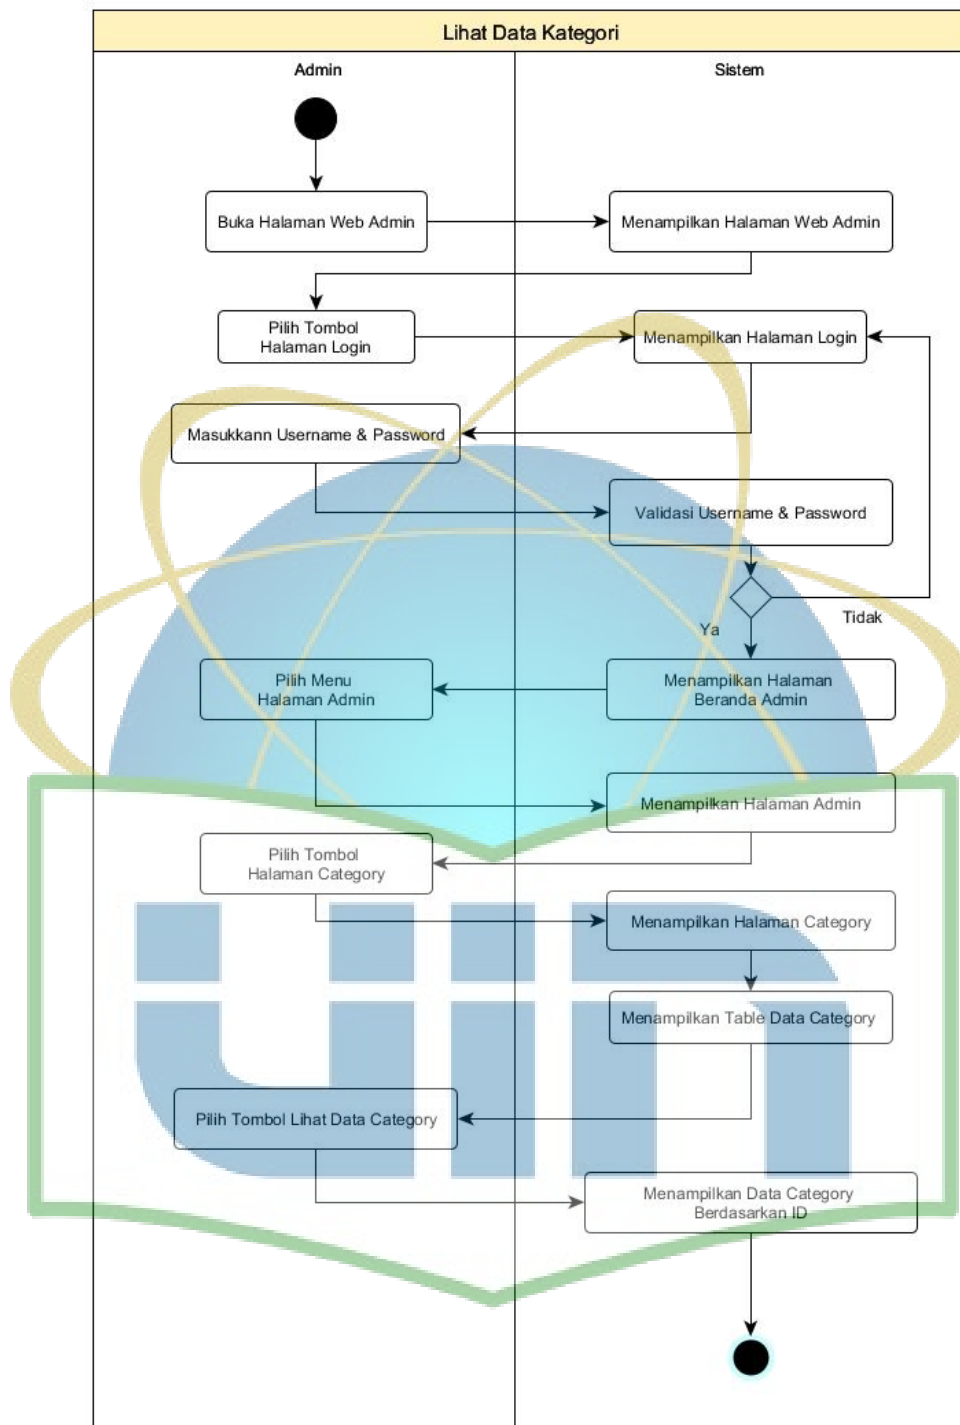 Lihat Data Kategori
Admin
Sistem
Buka Halaman Web Admin
Menampilkan Halaman Web Admin
Pilih Tombol
Halaman Login
Menampilkan Halaman Login
Masukkann Username & Password
Validasi Username & Password
Tidak
Ya
Pilih Menu
Halaman Admin
Menampilkan Halaman
Beranda Admin
Menampilkan Halaman Admin
Pilih Tombol
Halaman Category
Menampilkan Halaman Category
Menampilkan Table Data Category
Pilih Tombol Lihat Data Category
Menampilkan Data Category
Berdasarkan ID
uin